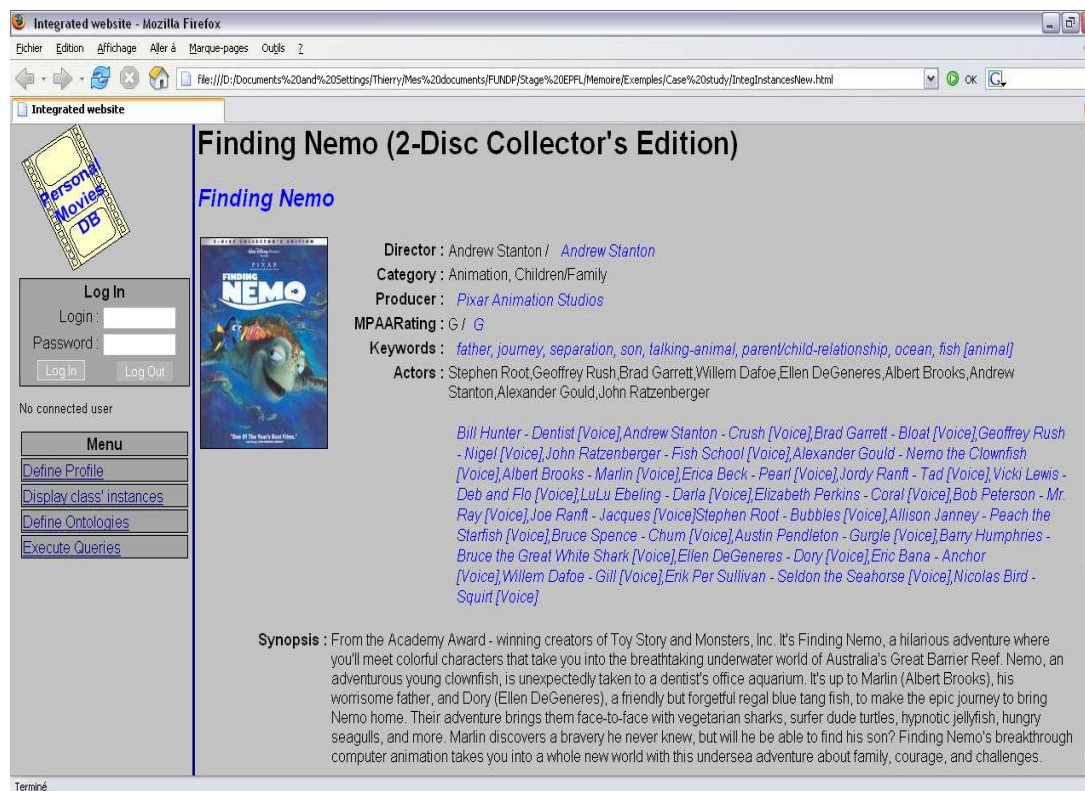 Integrated website - Mozilla Firefox
Fichier Edition Affichage Aller à Marque-pages Outils ?
file:///D:/Documents%20and%20Settings/Thierry/Mes%20documents/FUNDP/Stage%20EPFL/Memoire/Exemples/Case%20study/IntegInstancesNew.html
OK
Integrated website
Personal
Movies
DB
Log In
Login :
Password :
Log In Log Out
No connected user
Menu
Define Profile
Display class' instances
Define Ontologies
Execute Queries
Finding Nemo (2-Disc Collector's Edition)
Finding Nemo
2-DISC COLLECTOR'S EDITION
PIXAR
FINDING
NEMO
"One Of The Year's Best Films."
Director : Andrew Stanton / Andrew Stanton
Category : Animation, Children/Family
Producer : Pixar Animation Studios
MPAARating : G / G
Keywords : father, journey, separation, son, talking-animal, parent/child-relationship, ocean, fish [animal]
Actors : Stephen Root,Geoffrey Rush,Brad Garrett,Willem Dafoe,Ellen DeGeneres,Albert Brooks,Andrew
Stanton,Alexander Gould,John Ratzenberger
Bill Hunter - Dentist [Voice],Andrew Stanton - Crush [Voice],Brad Garrett - Bloat [Voice],Geoffrey Rush
- Nigel [Voice],John Ratzenberger - Fish School [Voice],Alexander Gould - Nemo the Clownfish
[Voice],Albert Brooks - Marlin [Voice],Erica Beck - Pearl [Voice],Jordy Ranft - Tad [Voice],Vicki Lewis -
Deb and Flo [Voice],LuLu Ebeling - Darla [Voice],Elizabeth Perkins - Coral [Voice],Bob Peterson - Mr.
Ray [Voice],Joe Ranft - Jacques [Voice]Stephen Root - Bubbles [Voice],Allison Janney - Peach the
Starfish [Voice],Bruce Spence - Chum [Voice],Austin Pendleton - Gurgle [Voice],Barry Humphries -
Bruce the Great White Shark [Voice],Ellen DeGeneres - Dory [Voice],Eric Bana - Anchor
[Voice],Willem Dafoe - Gill [Voice],Erik Per Sullivan - Seldon the Seahorse [Voice],Nicolas Bird -
Squirt [Voice]
Synopsis : From the Academy Award - winning creators of Toy Story and Monsters, Inc. It's Finding Nemo, a hilarious adventure where
you'll meet colorful characters that take you into the breathtaking underwater world of Australia's Great Barrier Reef. Nemo, an
adventurous young clownfish, is unexpectedly taken to a dentist's office aquarium. It's up to Marlin (Albert Brooks), his
worrisome father, and Dory (Ellen DeGeneres), a friendly but forgetful regal blue tang fish, to make the epic journey to bring
Nemo home. Their adventure brings them face-to-face with vegetarian sharks, surfer dude turtles, hypnotic jellyfish, hungry
seagulls, and more. Marlin discovers a bravery he never knew, but will he be able to find his son? Finding Nemo's breakthrough
computer animation takes you into a whole new world with this undersea adventure about family, courage, and challenges.
Terminé